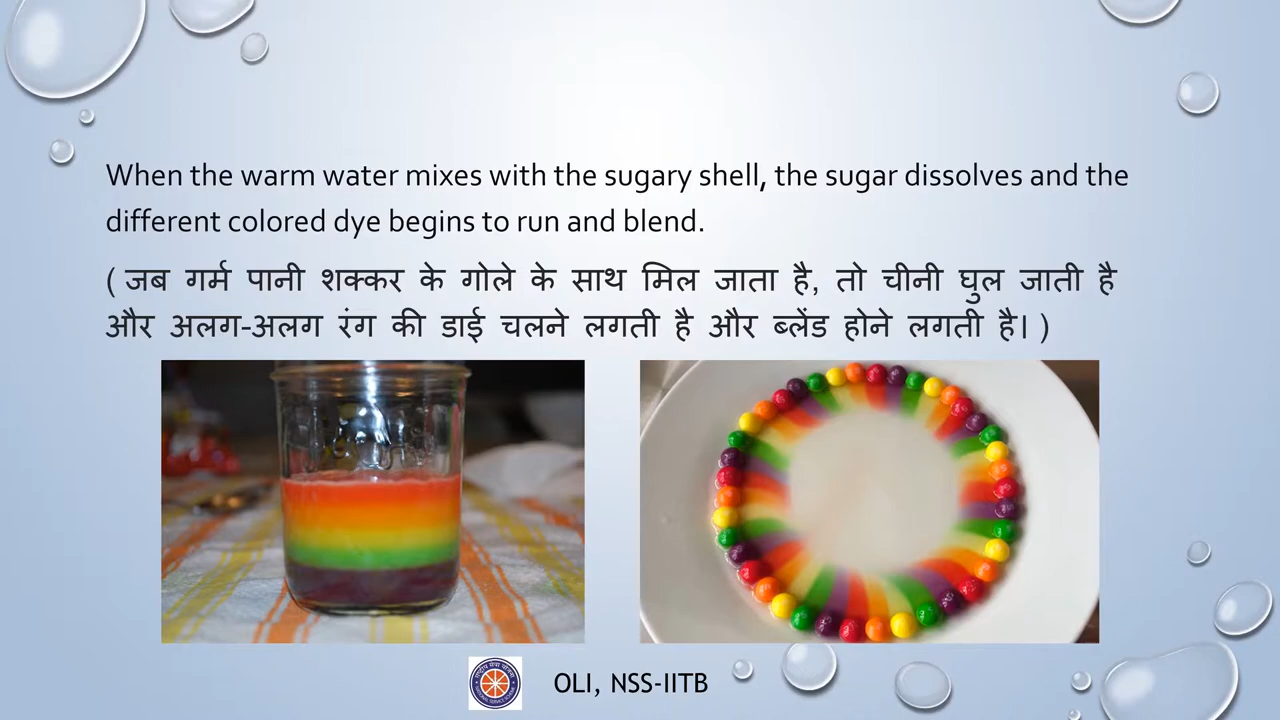 When the warm water mixes with the sugary shell, the sugar dissolves and the
different colored dye begins to run and blend.
( जब गर्म पानी शक्कर के गोले के साथ मिल जाता है, तो चीनी घुल जाती है
और अलग-अलग रंग की डाई चलने लगती है और ब्लेंड होने लगती है। )
OLI, NSS-IITB